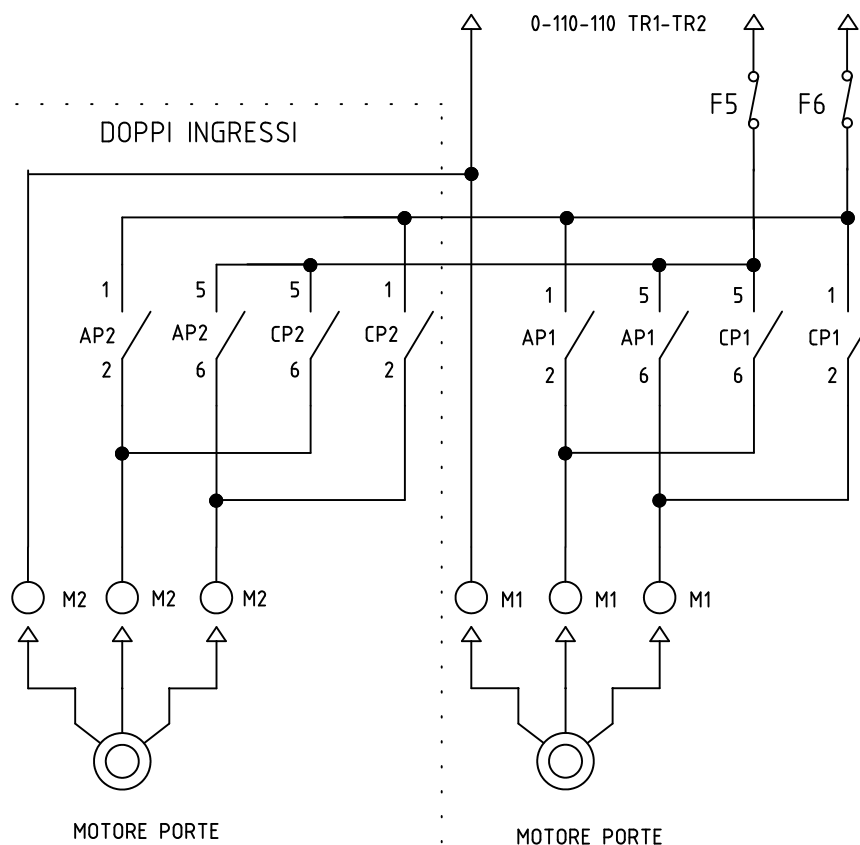 0-110-110 TR1-TR2
F5 F6
DOPPI INGRESSI
1 5 5 1 1 5 5 1
AP2 AP2 CP2 CP2 AP1 AP1 CP1 CP1
2 6 6 2 2 6 6 2
M2 M2 M2 M1 M1 M1
MOTORE PORTE MOTORE PORTE